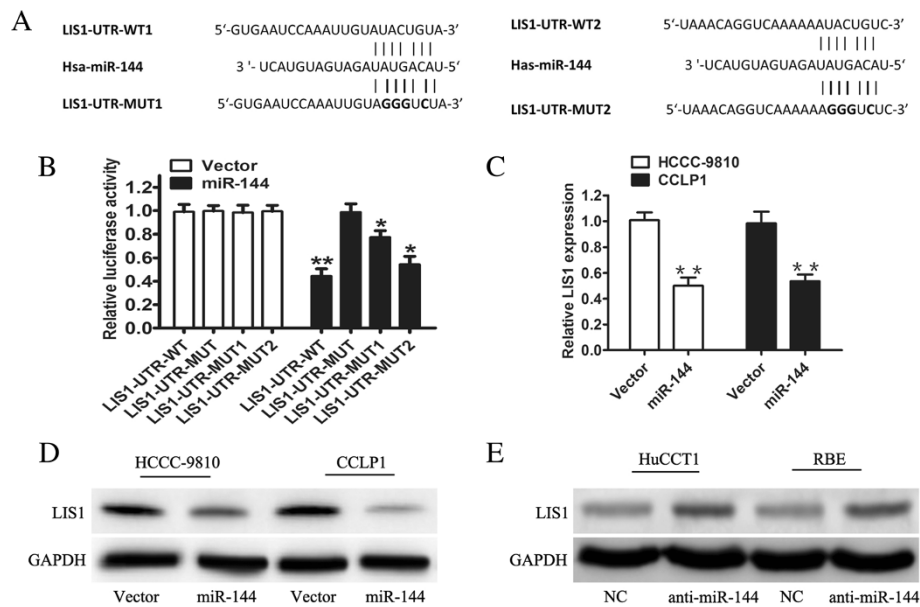 A
LIS1-UTR-WT1 5′-GUGAAUCCAAAUUGUAUACUGUA-3′
Hsa-miR-144 3 '- UCAUGUAGUAGAUAUGACAU-5‘
LIS1-UTR-MUT1 5′-GUGAAUCCAAAUUGUAGGGUCUA-3′
LIS1-UTR-WT2 5′-UAAACAGGUCAAAAAAUACUGUC-3′
Has-miR-144 3 '- UCAUGUAGUAGAUAUGACAU-5‘
LIS1-UTR-MUT2 5′-UAAACAGGUCAAAAAAGGGUCUC-3′
B
Vector
miR-144
Relative luciferase activity
1.2
1.0
0.8
0.6
0.4
0.2
0.0
**
*
*
LIS1-UTR-WT
LIS1-UTR-MUT
LIS1-UTR-MUT1
LIS1-UTR-MUT2
LIS1-UTR-WT
LIS1-UTR-MUT
LIS1-UTR-MUT1
LIS1-UTR-MUT2
C
HCCC-9810
CCLP1
Relative LIS1 expression
1.2
1.0
0.8
0.6
0.4
0.2
0.0
**
**
Vector
miR-144
Vector
miR-144
D
HCCC-9810 CCLP1
LIS1
GAPDH
Vector miR-144 Vector miR-144
E
HuCCT1 RBE
LIS1
GAPDH
NC anti-miR-144 NC anti-miR-144